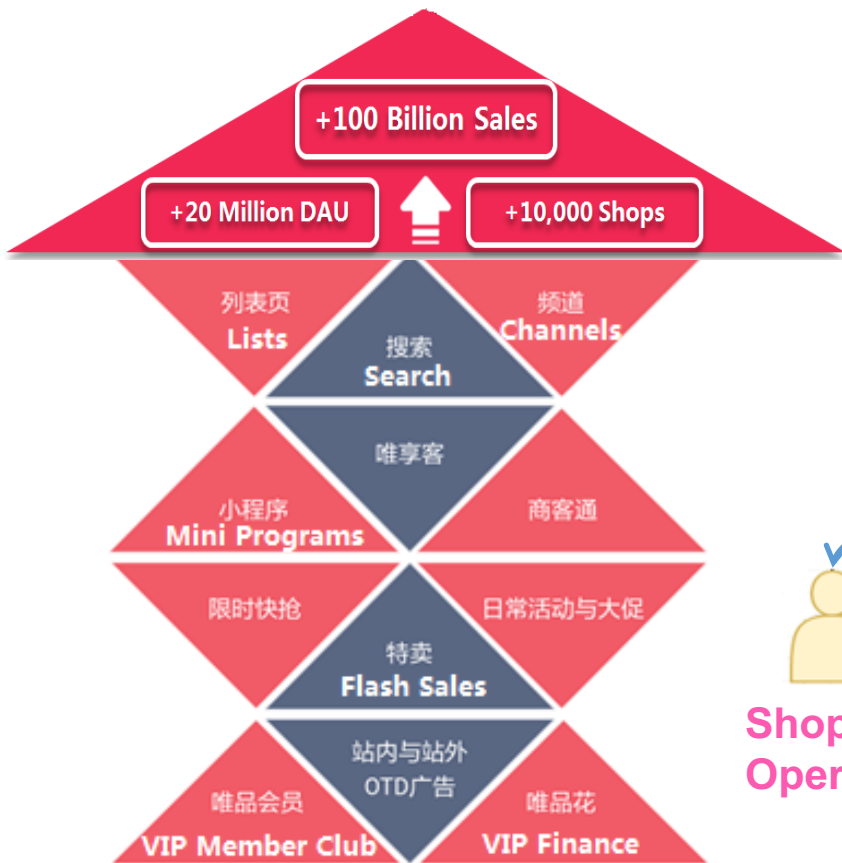 +100 Billion Sales
+20 Million DAU
+10,000 Shops
列表页
Lists
频道
Channels
搜索
Search
唯享客
小程序
Mini Programs
商客通
限时快抢
日常活动与大促
特卖
Flash Sales
站内与站外
OTD广告
唯品会员
VIP Member Club
唯品花
VIP Finance
Shop
Oper